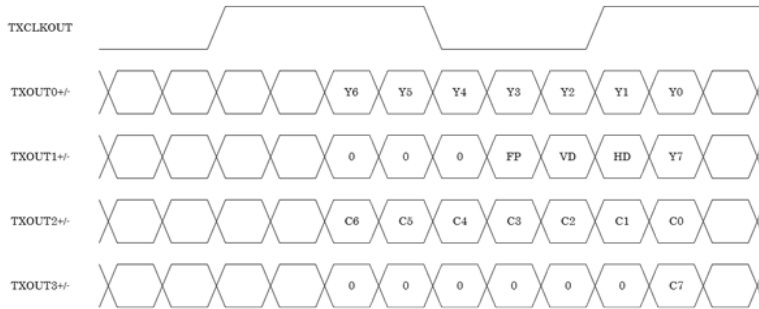 TXCLKOUT
TXOUT0+/- Y6 Y5 Y4 Y3 Y2 Y1 Y0
TXOUT1+/- 0 0 0 FP VD HD Y7
TXOUT2+/- C6 C5 C4 C3 C2 C1 C0
TXOUT3+/- 0 0 0 0 0 0 C7